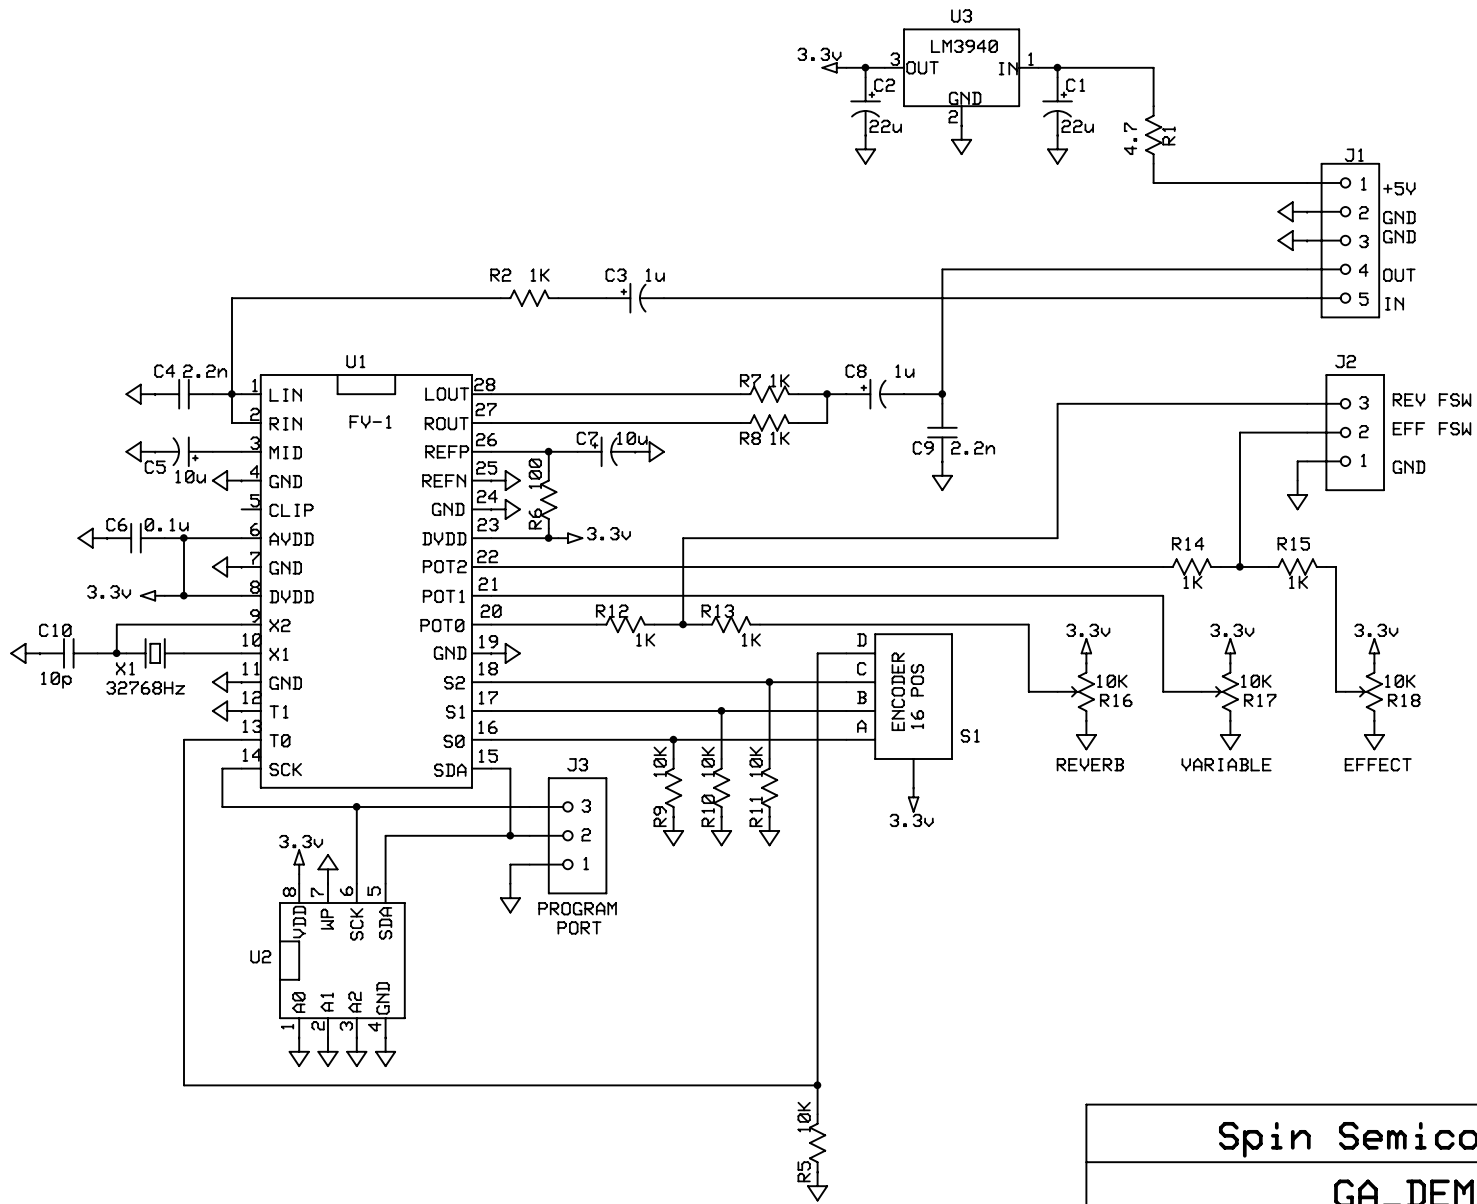 U3
LM3940
3.3v
3
OUT
IN
1
GND
2
C2
22u
C1
22u
4.7
R1
J1
1 +5V
2 GND
3 GND
4 OUT
5 IN
R2 1K
C3 1u
C4 2.2n
U1
FV-1
1 LIN
2 RIN
3 MID
4 GND
5 CLIP
6 AVDD
7 GND
8 DVDD
9 X2
10 X1
11 GND
12 T1
13 T0
14 SCK
LOUT 28
ROUT 27
REFP 26
REFN 25
GND 24
DVDD 23
POT2 22
POT1 21
POT0 20
GND 19
S2 18
S1 17
S0 16
SDA 15
C5
10u
C6 0.1u
3.3v
C10
10p
X1
32768Hz
R7 1K
R8 1K
C8 1u
C9 2.2n
C7 10u
100
R6
3.3v
J2
3 REV FSW
2 EFF FSW
1 GND
R14
1K
R15
1K
R12
1K
R13
1K
D
C
B
A
ENCODER
16 POS
S1
3.3v
3.3v
10K
R16
REVERB
3.3v
10K
R17
VARIABLE
3.3v
10K
R18
EFFECT
10K
R9
10K
R10
10K
R11
J3
3
2
1
PROGRAM
PORT
3.3v
8 7 6 5
VDD WP SCK SDA
U2
A0 A1 A2 GND
1 2 3 4
10K
R5
Spin Semico
GA_DEM